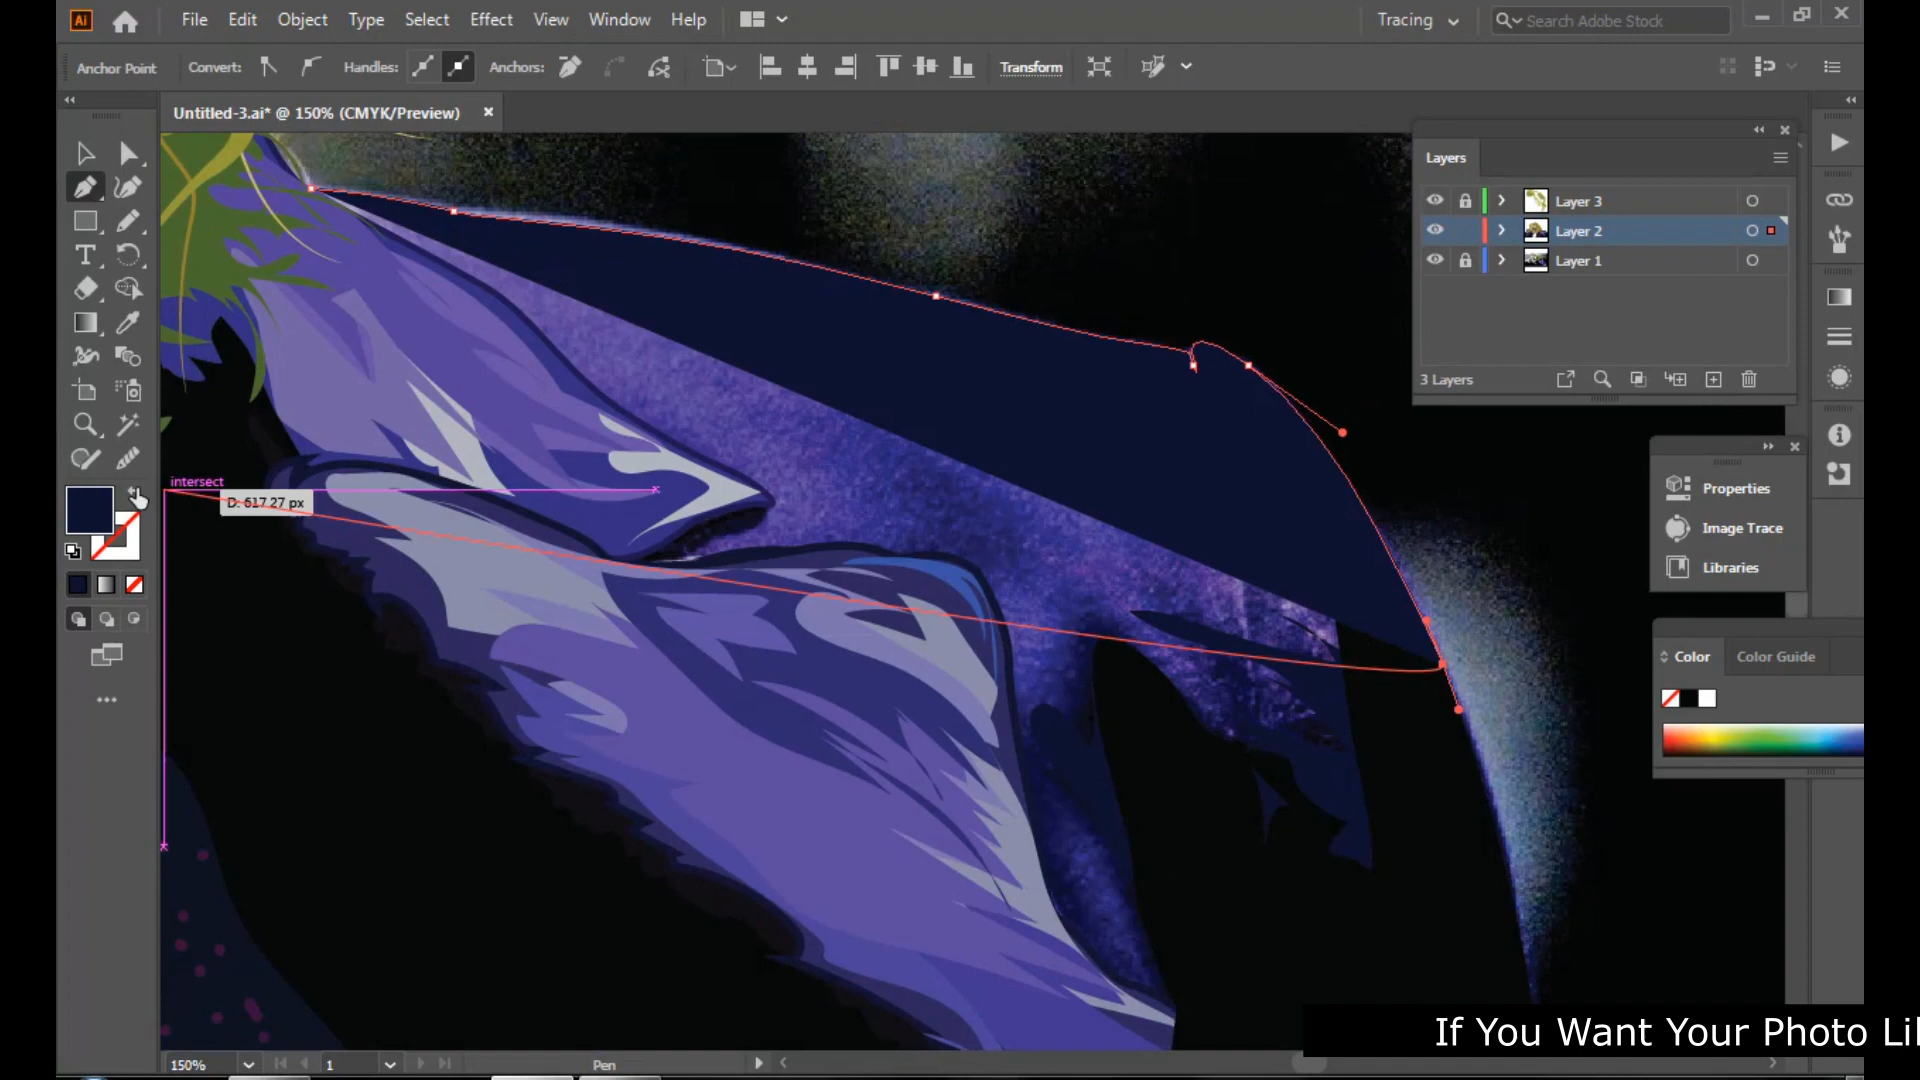 Ai File Edit Object Type Select Effect View Window Help Tracing Search Adobe Stock
Anchor Point Convert: Handles: Anchors: Transform
Untitled-3.ai* @ 150% (CMYK/Preview)
Layers
Layer 3
Layer 2
Layer 1
3 Layers
Properties
Image Trace
Libraries
Color Color Guide
intersect
D: 617.27 px
If You Want Your Photo Li
150% 1 Pen